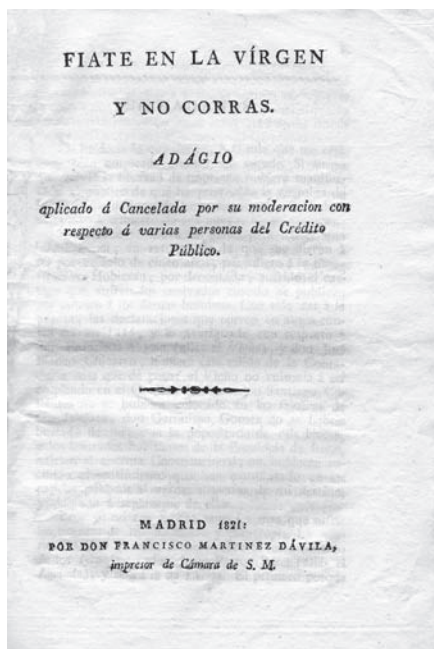 FIATE EN LA VÍRGEN
Y NO CORRAS.
ADÁGIO
aplicado á Cancelada por su moderacion con
respecto á varias personas del Crédito
Público.
MADRID 1821:
POR DON FRANCISCO MARTINEZ DÁVILA,
impresor de Cámara de S. M.